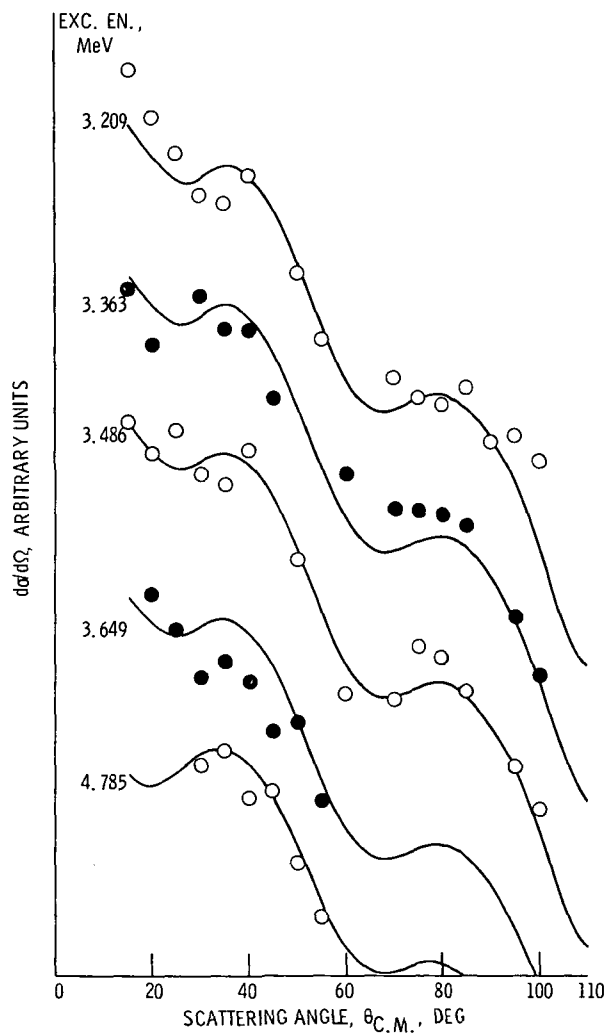 EXC. EN.,
MeV
3.209
3.363
3.486
3.649
4.785
dσ/dΩ, ARBITRARY UNITS
0 20 40 60 80 100 110
SCATTERING ANGLE, θC.M., DEG